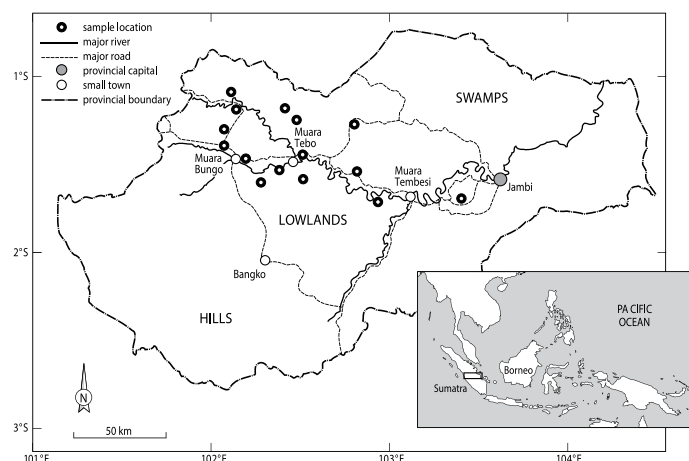 sample location
major river
major road
provincial capital
small town
provincial boundary
1°S
2°S
3°S
101°E
102°E
103°E
104°E
SWAMPS
Muara
Tebo
Muara
Bungo
Muara
Tembesi
Jambi
LOWLANDS
Bangko
HILLS
N
50 km
PA CIFIC
OCEAN
Borneo
Sumatra